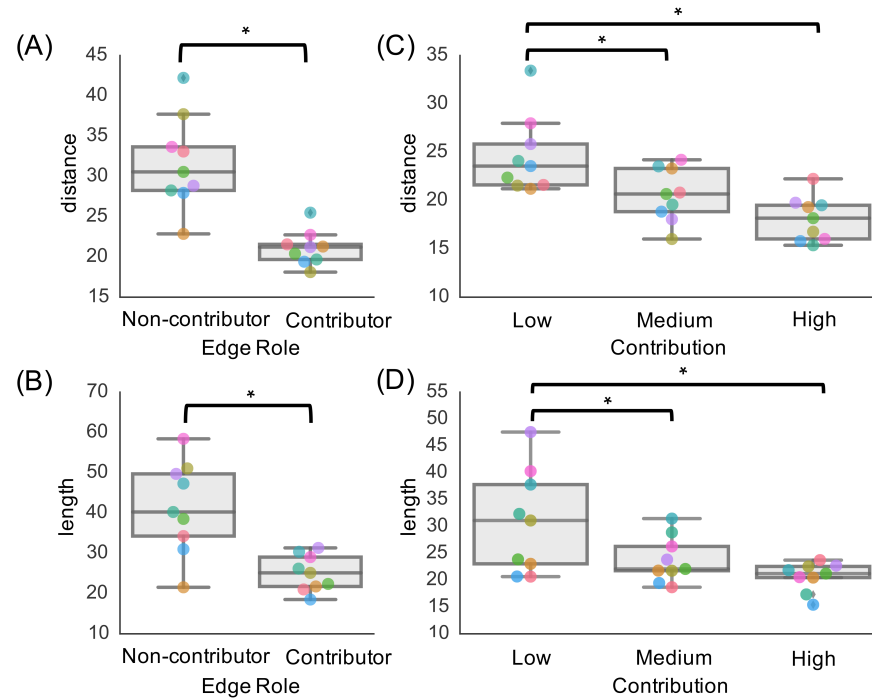 (A)
*
45
40
35
30
25
20
15
distance
Non-contributor Contributor
Edge Role
(C)
*
*
35
30
25
20
15
10
distance
Low Medium High
Contribution
(B)
*
70
60
50
40
30
20
10
length
Non-contributor Contributor
Edge Role
(D)
*
*
55
50
45
40
35
30
25
20
15
10
length
Low Medium High
Contribution